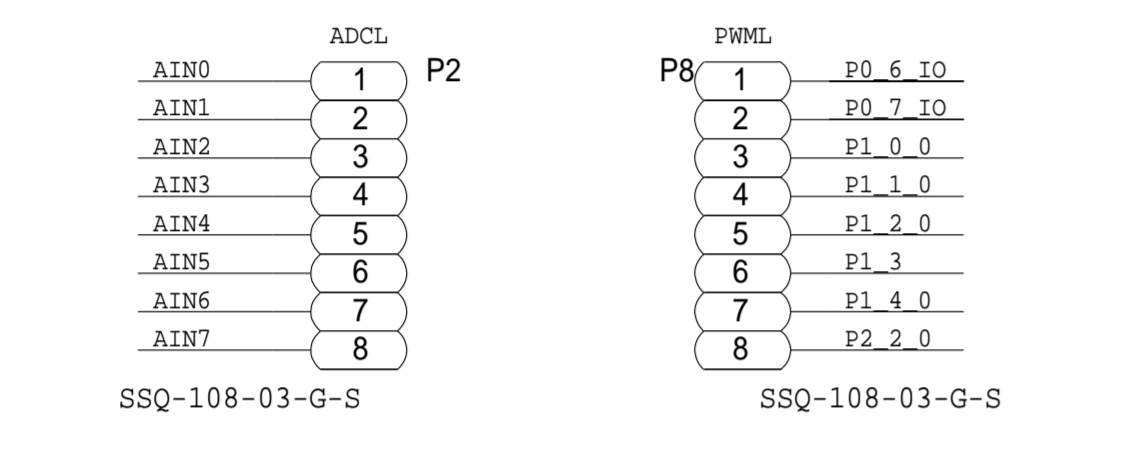 ADCL
P2
AIN0 1
AIN1 2
AIN2 3
AIN3 4
AIN4 5
AIN5 6
AIN6 7
AIN7 8
SSQ-108-03-G-S
PWML
P8
1 P0_6_IO
2 P0_7_IO
3 P1_0_0
4 P1_1_0
5 P1_2_0
6 P1_3
7 P1_4_0
8 P2_2_0
SSQ-108-03-G-S